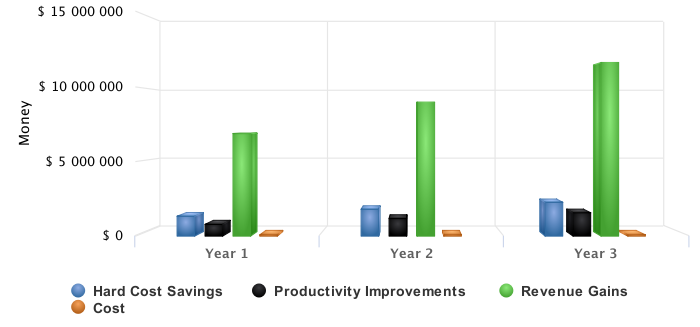 $ 15 000 000
$ 10 000 000
Money
$ 5 000 000
$ 0
Year 1 Year 2 Year 3
Hard Cost Savings Productivity Improvements Revenue Gains
Cost